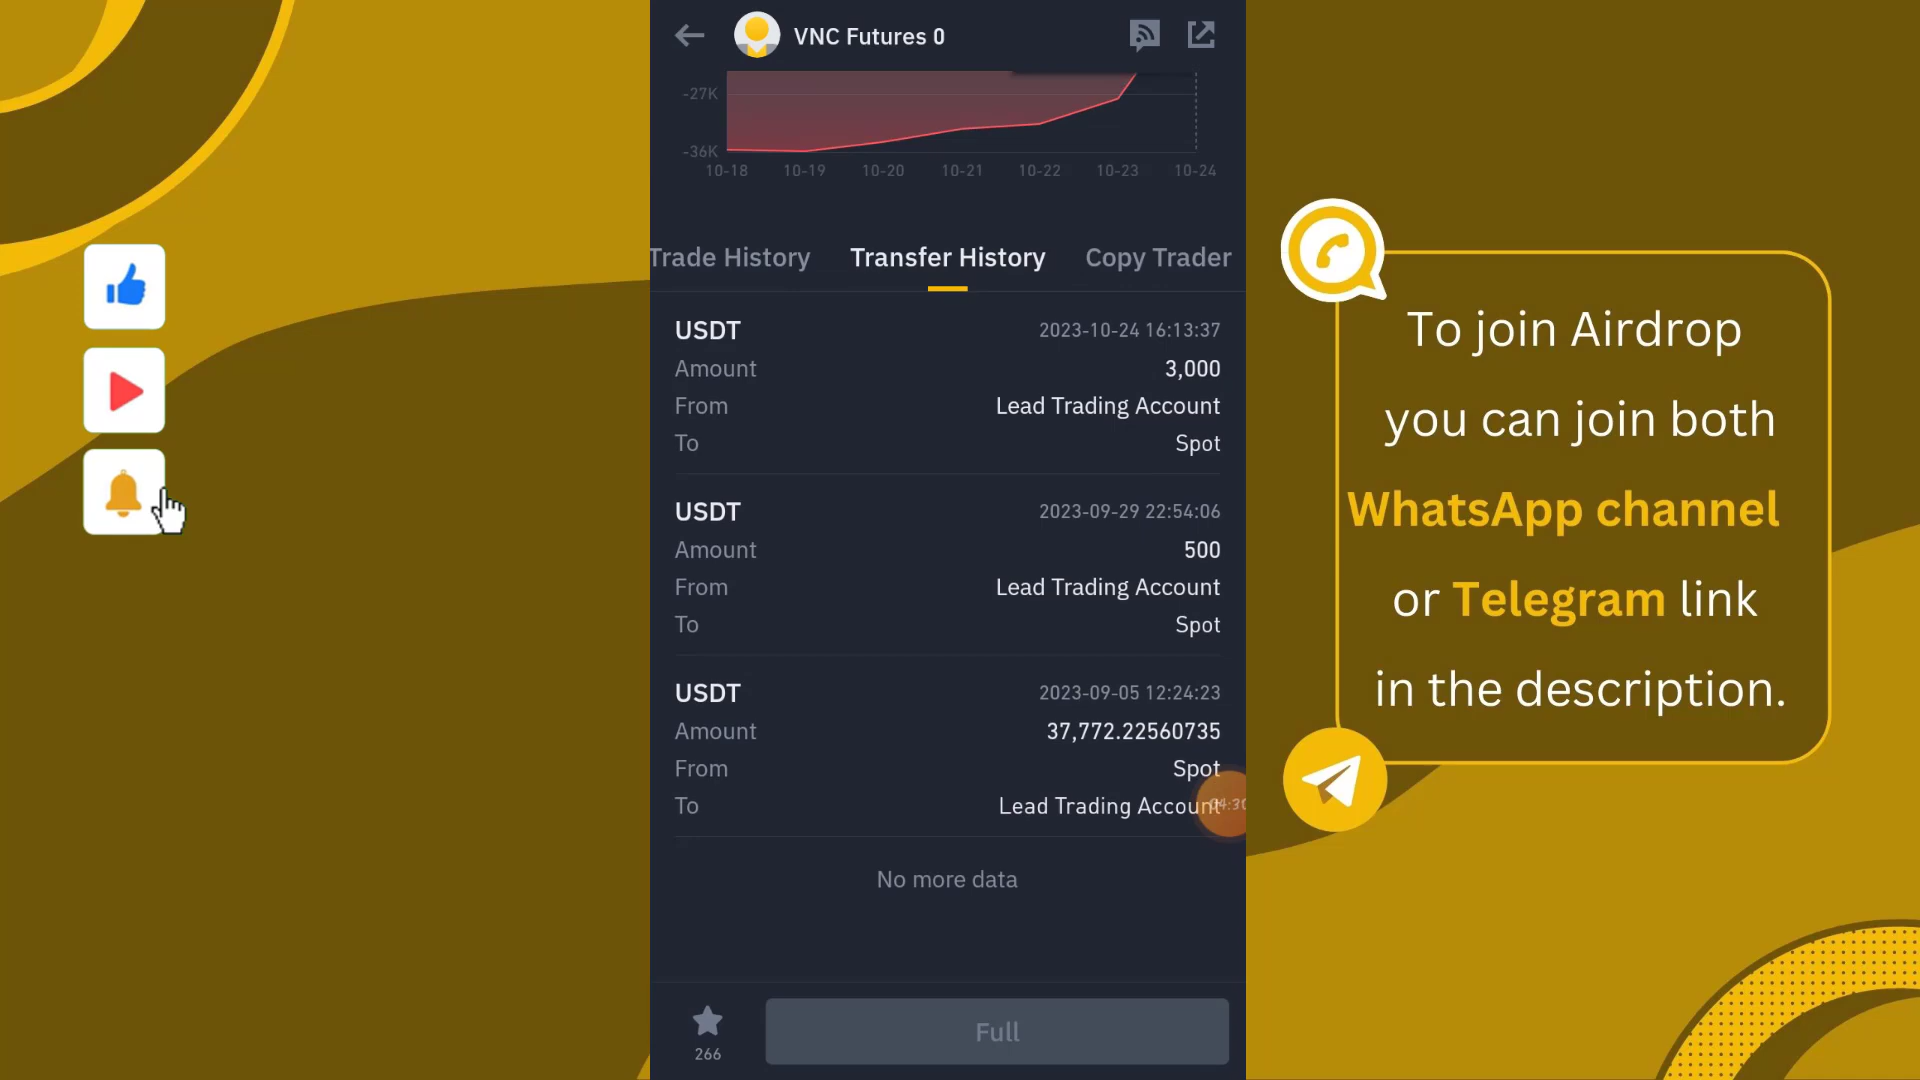 VNC Futures 0
-27K
-36K
10-18 10-19 10-20 10-21 10-22 10-23 10-24
Trade History Transfer History Copy Trader
USDT 2023-10-24 16:13:37
Amount 3,000
From Lead Trading Account
To Spot
USDT 2023-09-29 22:54:06
Amount 500
From Lead Trading Account
To Spot
USDT 2023-09-05 12:24:23
Amount 37,772.22560735
From Spot
To Lead Trading Account
04:30
No more data
266
Full
To join Airdrop
you can join both
WhatsApp channel
or Telegram link
in the description.